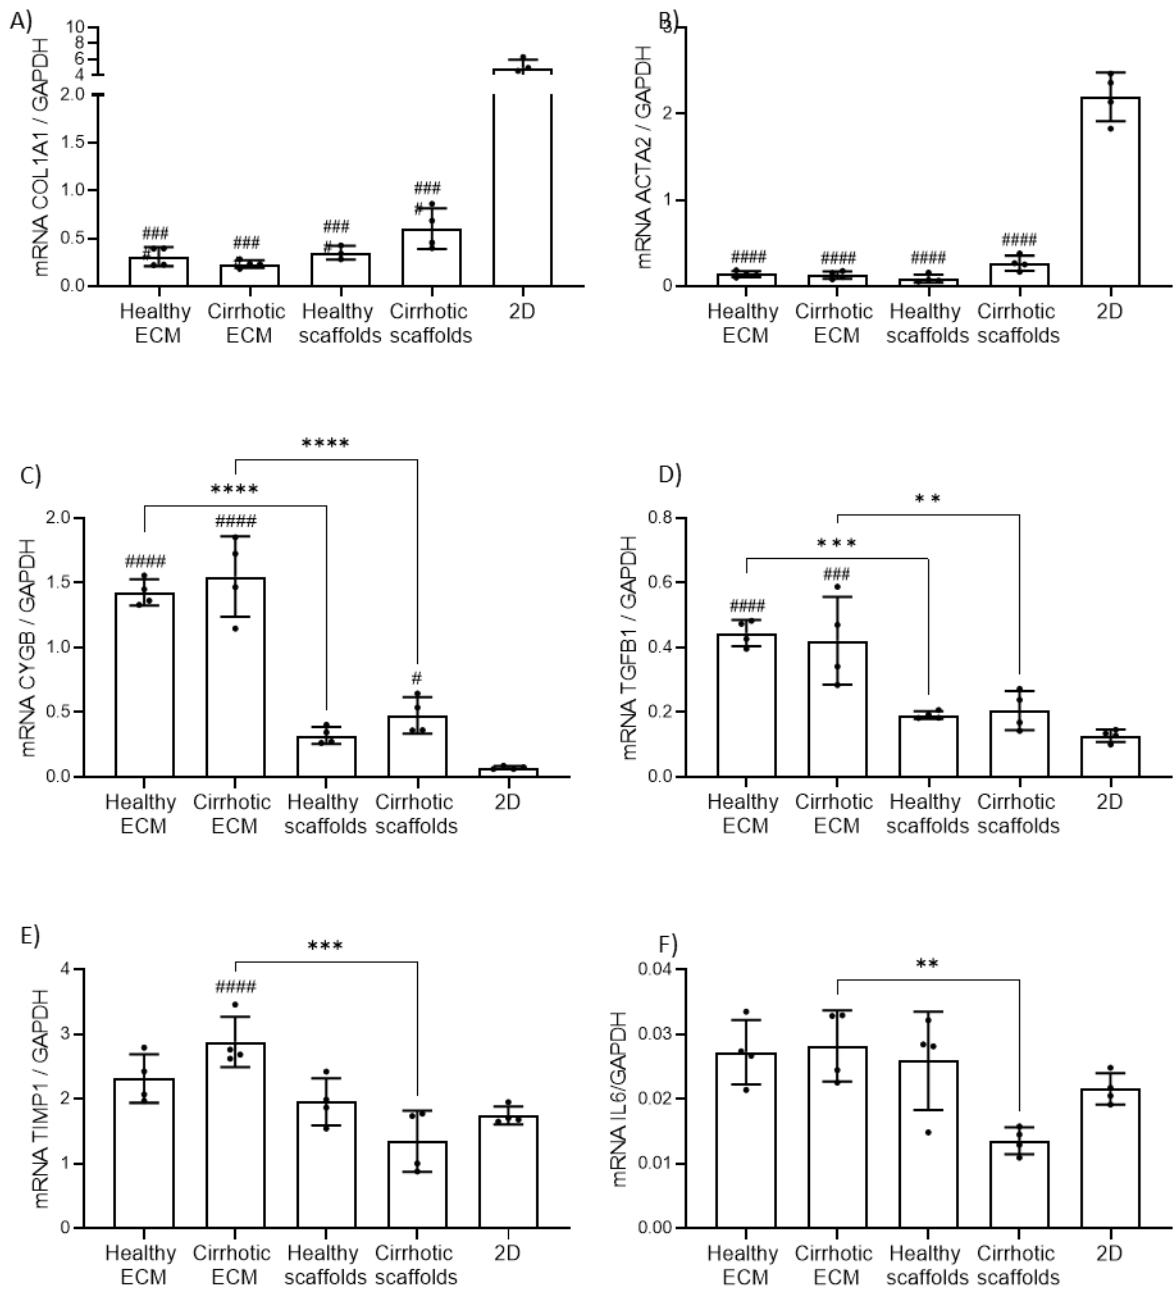 A)
mRNA COL1A1 / GAPDH
10
8
6
4
2.0
1.5
1.0
0.5
0.0
###
#
###
###
#
###
#
Healthy
ECM
Cirrhotic
ECM
Healthy
scaffolds
Cirrhotic
scaffolds
2D
B)
mRNA ACTA2 / GAPDH
3
2
1
0
####
####
####
####
Healthy
ECM
Cirrhotic
ECM
Healthy
scaffolds
Cirrhotic
scaffolds
2D
C)
mRNA CYGB / GAPDH
2.0
1.5
1.0
0.5
0.0
****
****
####
####
#
Healthy
ECM
Cirrhotic
ECM
Healthy
scaffolds
Cirrhotic
scaffolds
2D
D)
mRNA TGFB1 / GAPDH
0.8
0.6
0.4
0.2
0.0
**
***
####
###
Healthy
ECM
Cirrhotic
ECM
Healthy
scaffolds
Cirrhotic
scaffolds
2D
E)
mRNA TIMP1 / GAPDH
4
3
2
1
0
***
####
Healthy
ECM
Cirrhotic
ECM
Healthy
scaffolds
Cirrhotic
scaffolds
2D
F)
mRNA IL6/GAPDH
0.04
0.03
0.02
0.01
0.00
**
Healthy
ECM
Cirrhotic
ECM
Healthy
scaffolds
Cirrhotic
scaffolds
2D